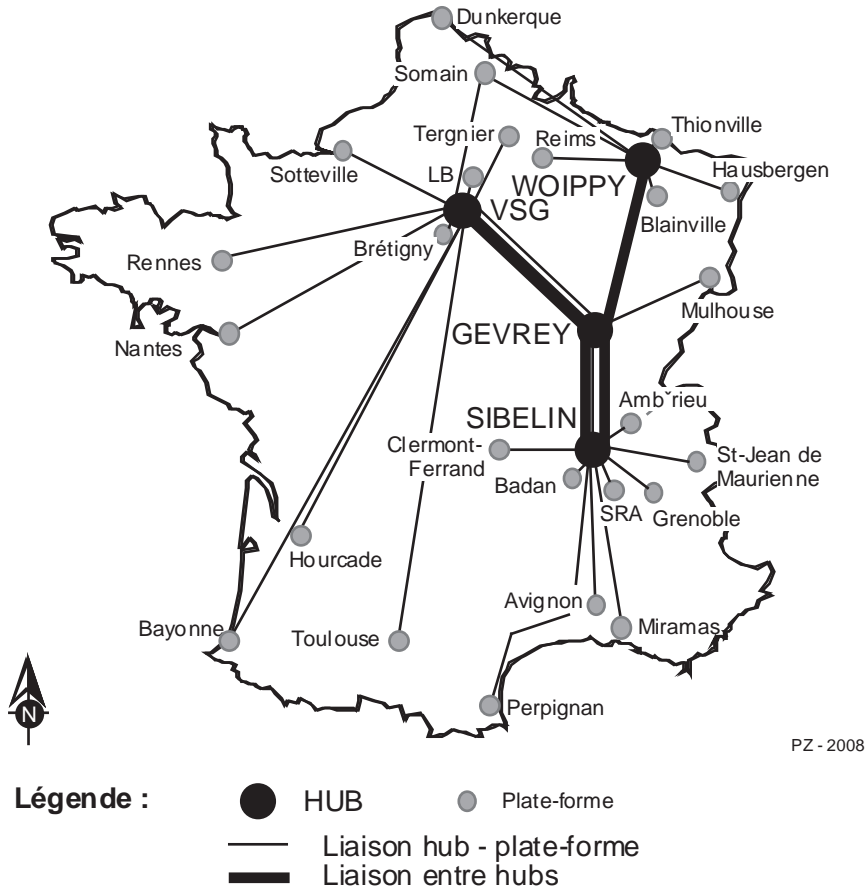 Dunkerque
Somain
Thionville
Tergnier
Reims
Sotteville
LB
WOIPPY
Hausbergen
VSG
Blainville
Brétigny
Rennes
Mulhouse
Nantes
GEVREY
Ambˇrieu
SIBELIN
Clermont-
Ferrand
St-Jean de
Maurienne
Badan
SRA
Grenoble
Hourcade
Avignon
Bayonne
Toulouse
Miramas
Perpignan
N
PZ - 2008
Légende :
HUB
Plate-forme
Liaison hub - plate-forme
Liaison entre hubs